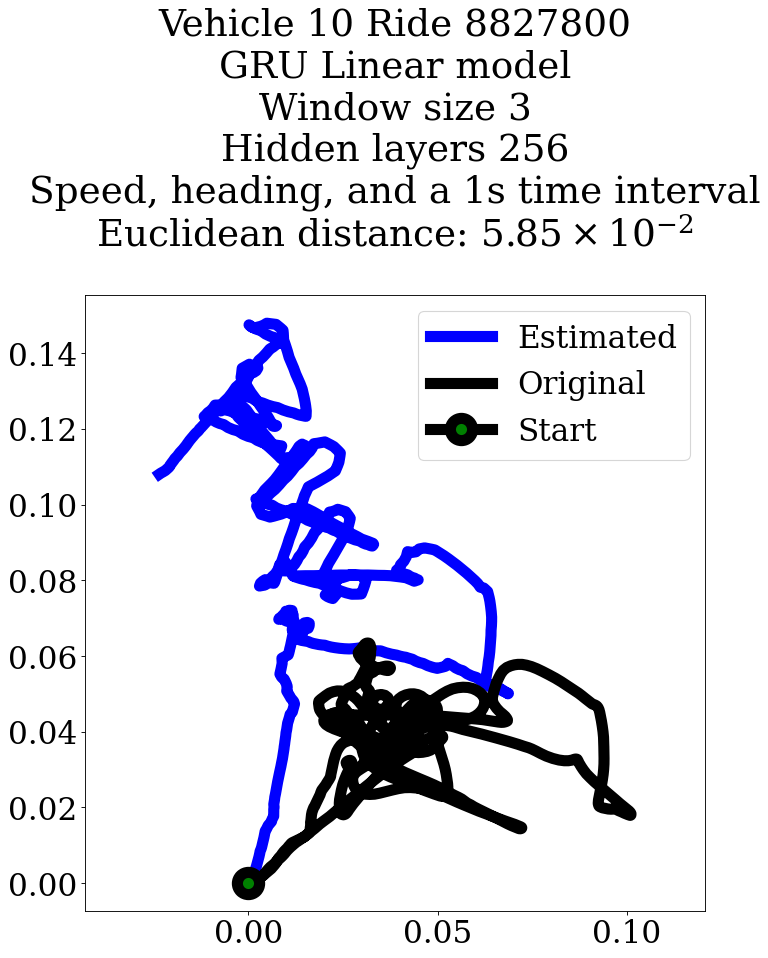 Vehicle 10 Ride 8827800
GRU Linear model
Window size 3
Hidden layers 256
Speed, heading, and a 1s time interval
Euclidean distance: 5.85 × 10⁻²
Estimated
Original
Start
0.14
0.12
0.10
0.08
0.06
0.04
0.02
0.00
0.00 0.05 0.10